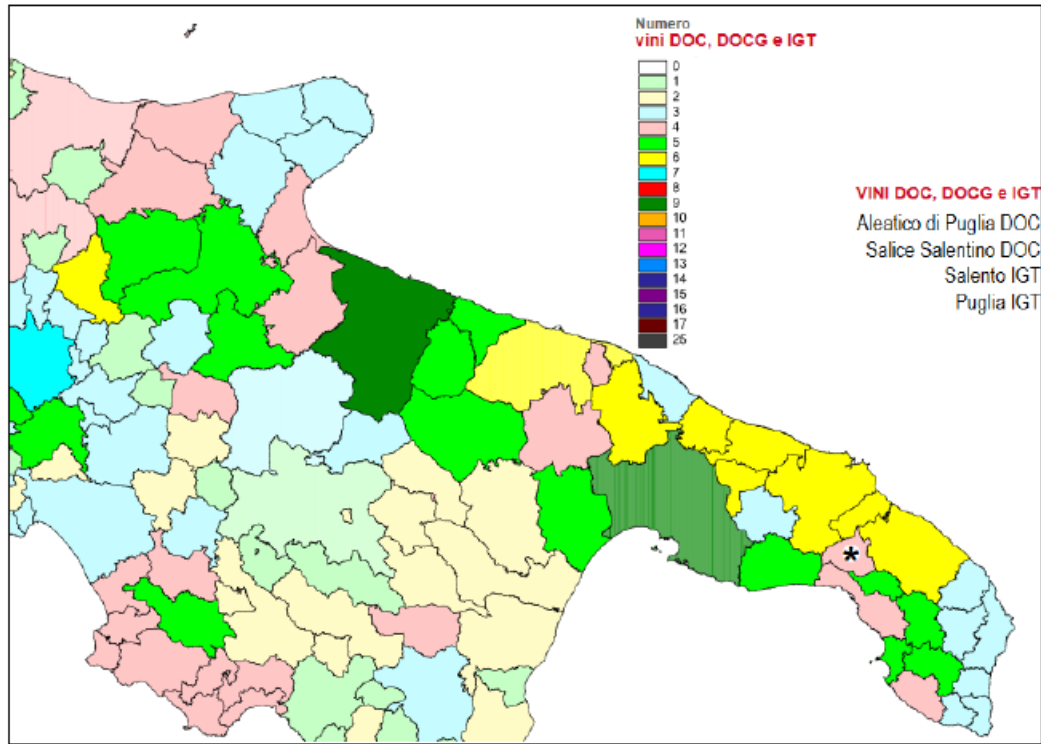 Numero
vini DOC, DOCG e IGT
0
1
2
3
4
5
6
7
8
9
10
11
12
13
14
15
16
17
25
VINI DOC, DOCG e IGT
Aleatico di Puglia DOC
Salice Salentino DOC
Salento IGT
Puglia IGT
*